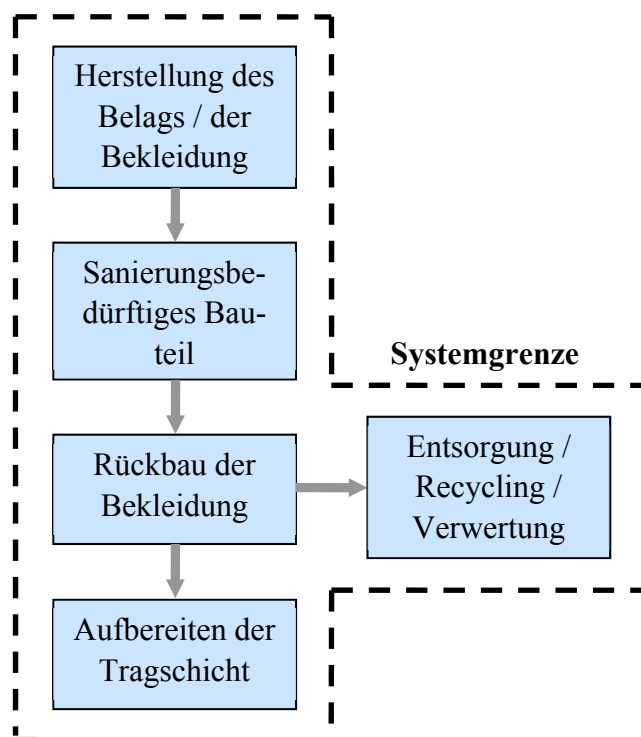 Herstellung des
Belags / der
Bekleidung
Sanierungsbe-
dürftiges Bau-
teil
Systemgrenze
Rückbau der
Bekleidung
Entsorgung /
Recycling /
Verwertung
Aufbereiten der
Tragschicht